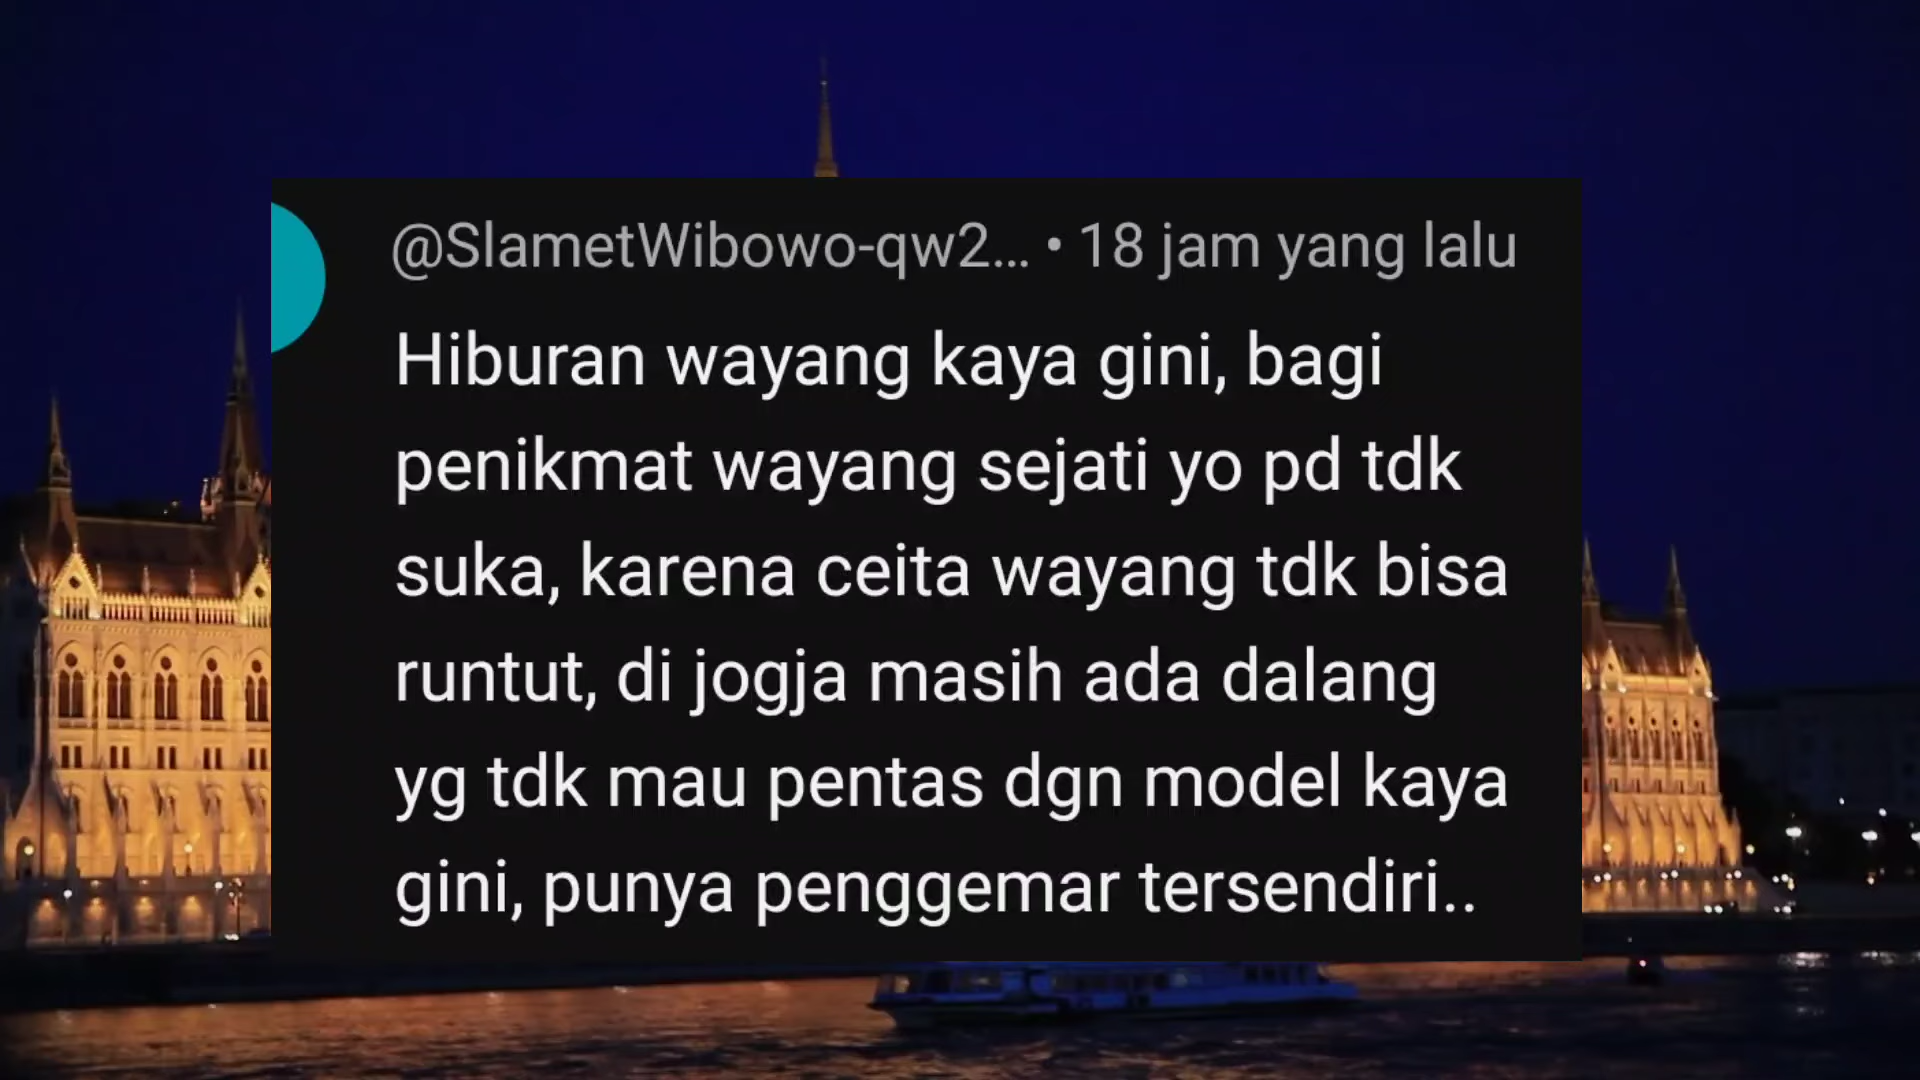 @SlametWibowo-qw2... • 18 jam yang lalu
Hiburan wayang kaya gini, bagi
penikmat wayang sejati yo pd tdk
suka, karena ceita wayang tdk bisa
runtut, di jogja masih ada dalang
yg tdk mau pentas dgn model kaya
gini, punya penggemar tersendiri..